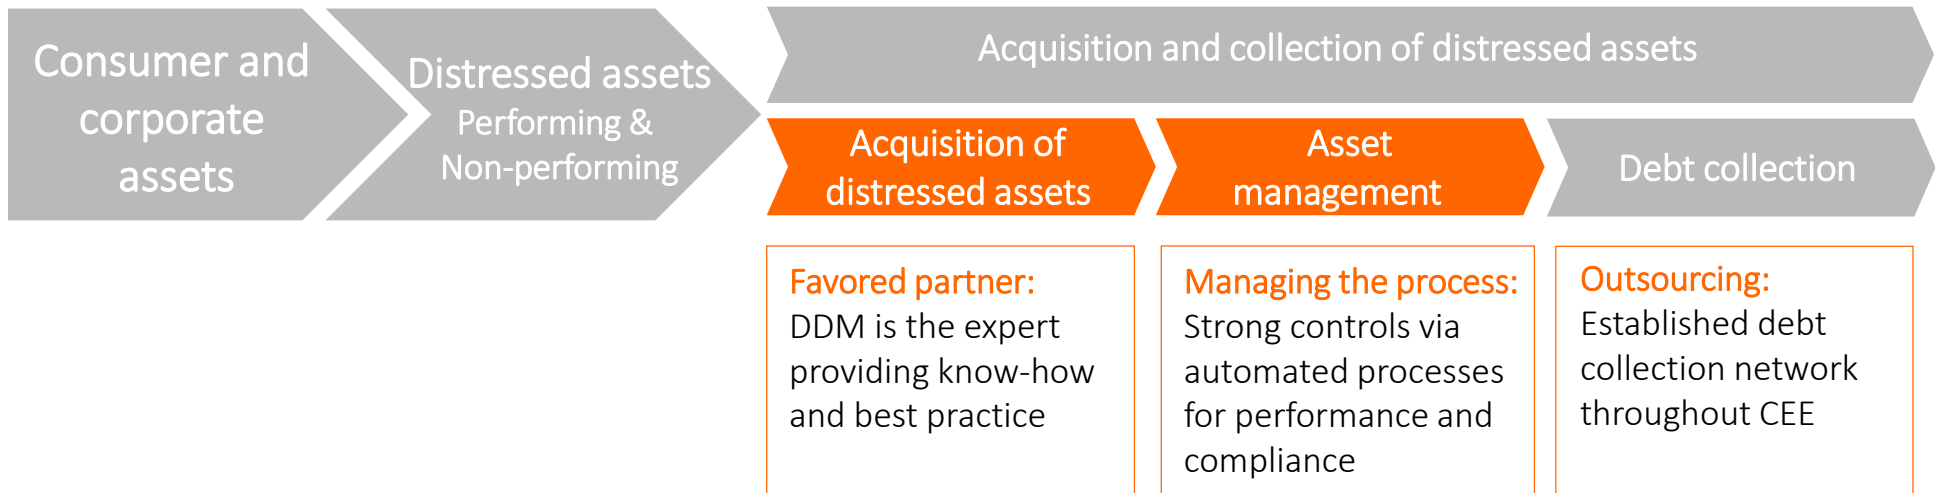 Consumer and
corporate
assets
Distressed assets
Performing &
Non-performing
Acquisition and collection of distressed assets
Acquisition of
distressed assets
Asset
management
Debt collection
Favored partner:
DDM is the expert
providing know-how
and best practice
Managing the process:
Strong controls via
automated processes
for performance and
compliance
Outsourcing:
Established debt
collection network
throughout CEE